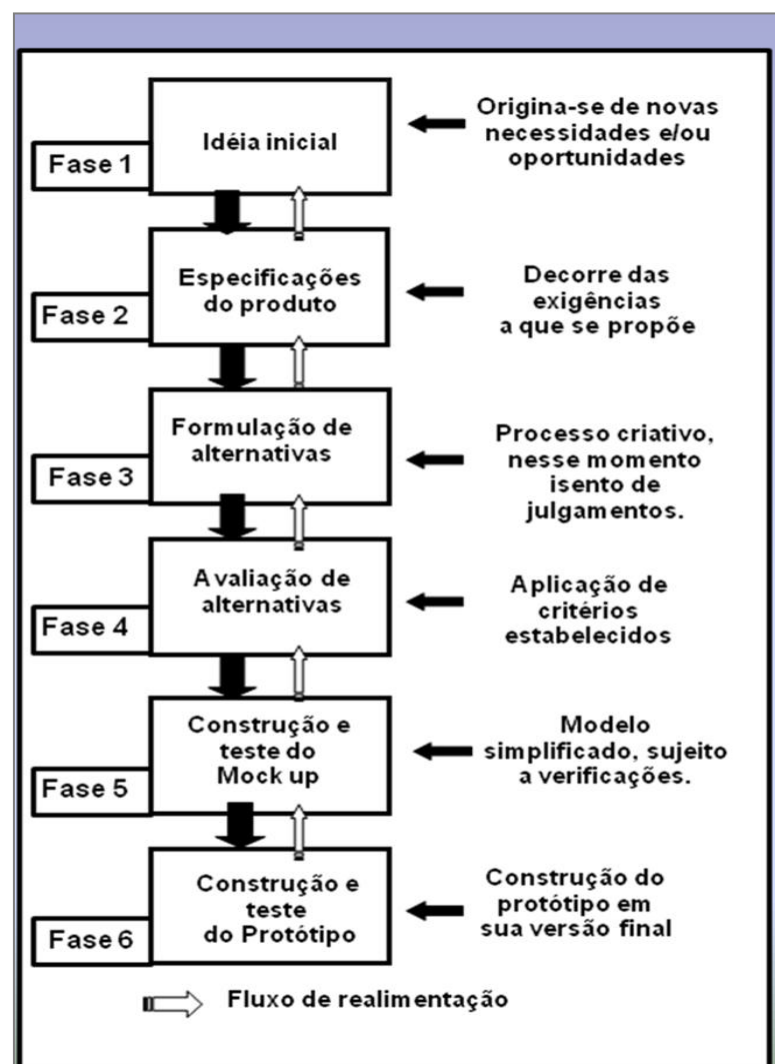 Fase 1
Idéia inicial
Origina-se de novas
necessidades e/ou
oportunidades
Fase 2
Especificações
do produto
Decorre das
exigências
a que se propõe
Fase 3
Formulação de
alternativas
Processo criativo,
nesse momento
isento de
julgamentos.
Fase 4
Avaliação de
alternativas
Aplicação de
critérios
estabelecidos
Fase 5
Construção e
teste do
Mock up
Modelo
simplificado, sujeito
a verificações.
Fase 6
Construção e
teste
do Protótipo
Construção do
protótipo em
sua versão final
Fluxo de realimentação